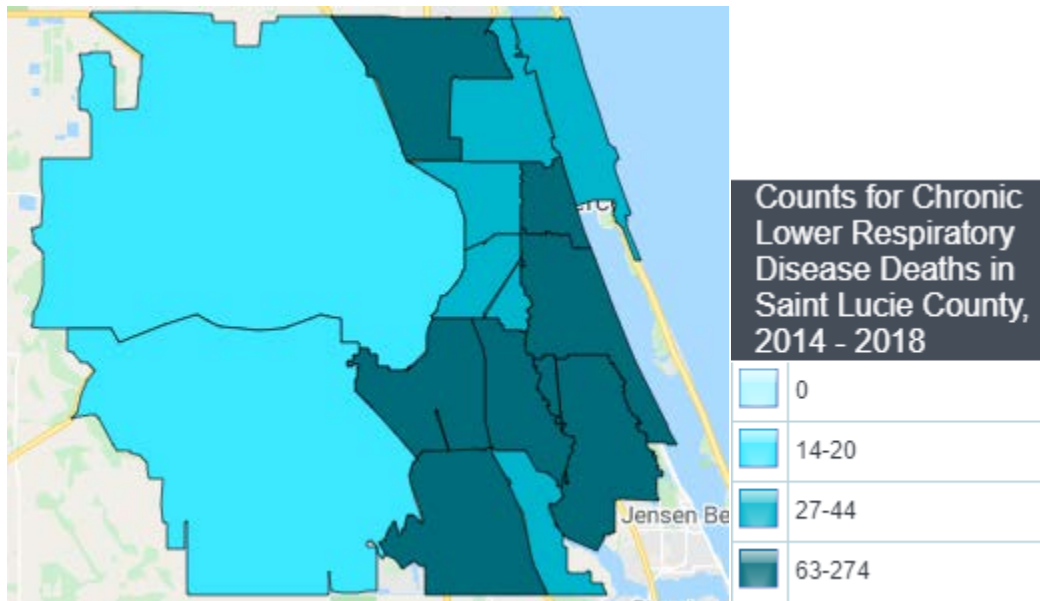 Counts for Chronic
Lower Respiratory
Disease Deaths in
Saint Lucie County,
2014 - 2018
0
14-20
27-44
63-274
Jensen Be